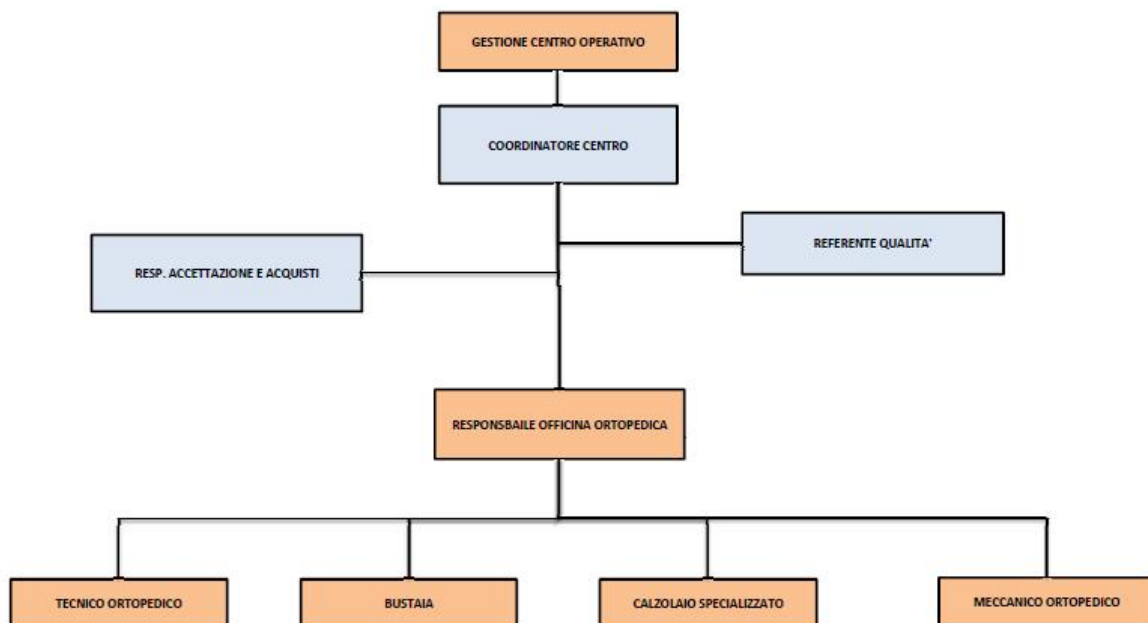 GESTIONE CENTRO OPERATIVO
COORDINATORE CENTRO
REFERENTE QUALITA'
RESP. ACCETTAZIONE E ACQUISTI
RESPONSBAILE OFFICINA ORTOPEDICA
TECNICO ORTOPEDICO
BUSTAIA
CALZOLAIO SPECIALIZZATO
MECCANICO ORTOPEDICO